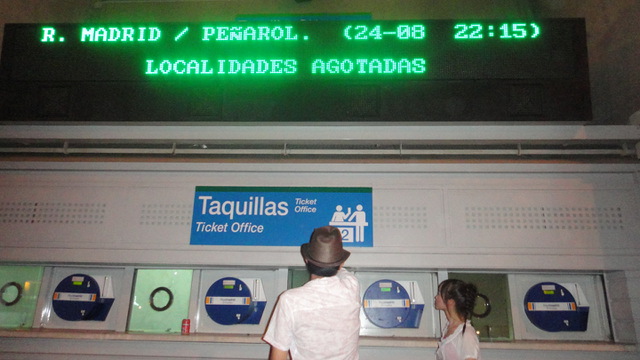 R. MADRID / PEÑAROL. (24-08 22:15)
LOCALIDADES AGOTADAS
Taquillas Ticket Office
Ticket Office
2